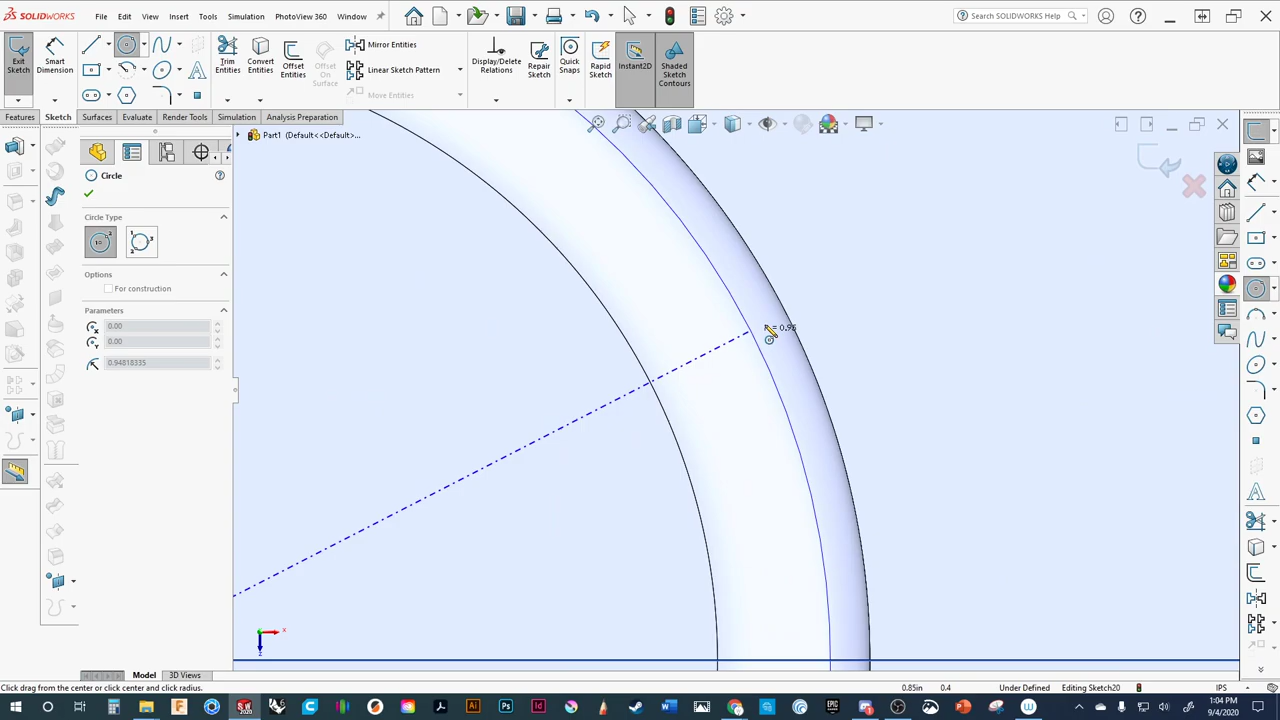 SOLIDWORKS
File Edit View Insert Tools Simulation PhotoView 360 Window
Search SOLIDWORKS Help
Exit Sketch
Smart Dimension
Trim Entities
Convert Entities
Offset Entities
Offset On Surface
Mirror Entities
Linear Sketch Pattern
Move Entities
Display/Delete Relations
Repair Sketch
Quick Snaps
Rapid Sketch
Instant2D
Shaded Sketch Contours
Features Sketch Surfaces Evaluate Render Tools Simulation Analysis Preparation
Part1 (Default<<Default>...
Circle
Circle Type
Options
For construction
Parameters
0.00
0.00
0.94818335
x
z
Model 3D Views
Click drag from the center or click center and click radius.
0.85in 0.4 Under Defined Editing Sketch20 IPS
1:04 PM
9/4/2020